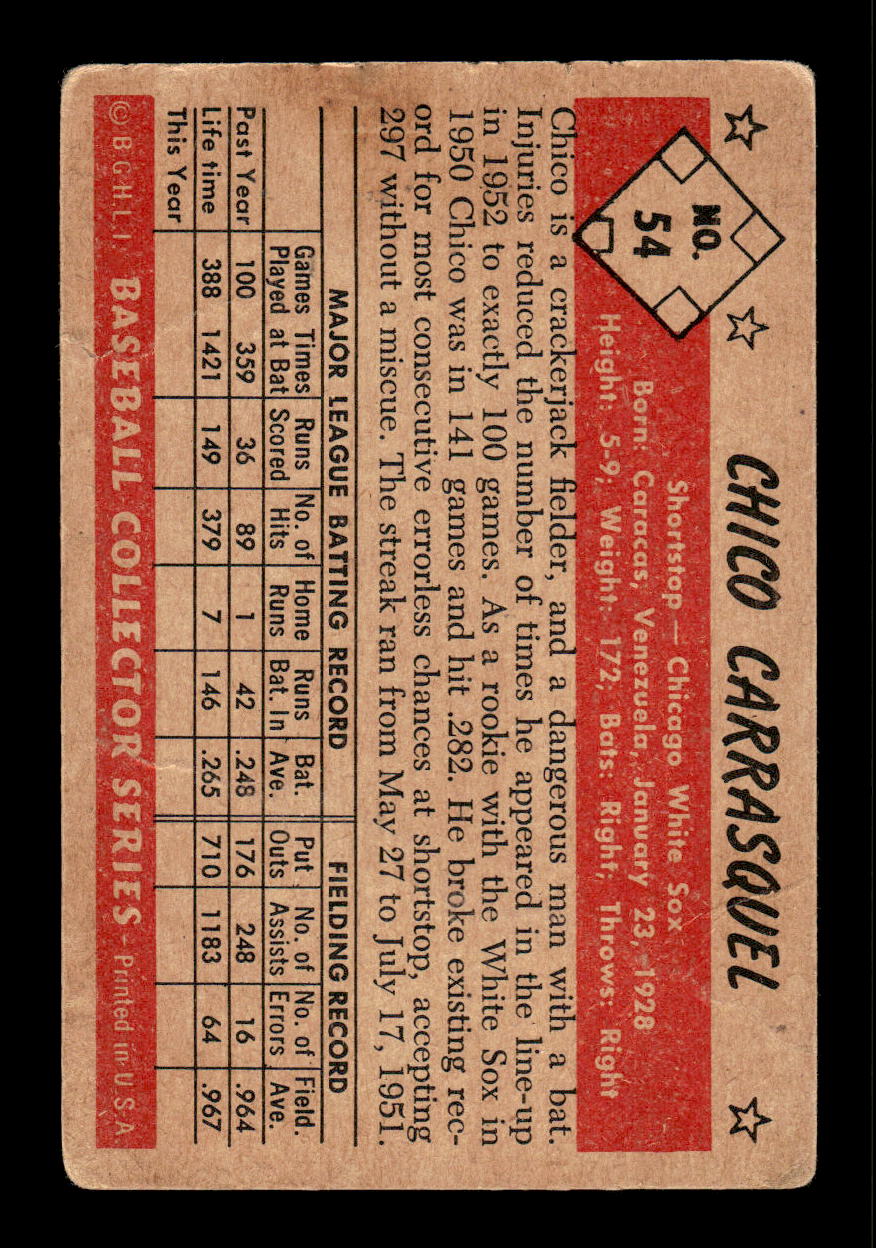 CHICO CARRASQUEL
NO.
54
Shortstop — Chicago White Sox
Born: Caracas, Venezuela, January 23, 1928
Height: 5-9; Weight: 172; Bats: Right; Throws: Right
Chico is a crackerjack fielder, and a dangerous man with a bat.
Injuries reduced the number of times he appeared in the line-up
in 1952 to exactly 100 games. As a rookie with the White Sox in
1950 Chico was in 141 games and hit .282. He broke existing rec-
ord for most consecutive errorless chances at shortstop, accepting
297 without a miscue. The streak ran from May 27 to July 17, 1951.
MAJOR LEAGUE BATTING RECORD FIELDING RECORD
Games Times Runs No. of Home Runs Bat. Put No. of No. of Field.
Played at Bat Scored Hits Runs Bat. In Ave. Outs Assists Errors Ave.
Past Year 100 359 36 89 1 42 .248 176 248 16 .964
Life time 388 1421 149 379 7 146 .265 710 1183 64 .967
This Year
© B.G.H.L.I. BASEBALL COLLECTOR SERIES - Printed in U S A